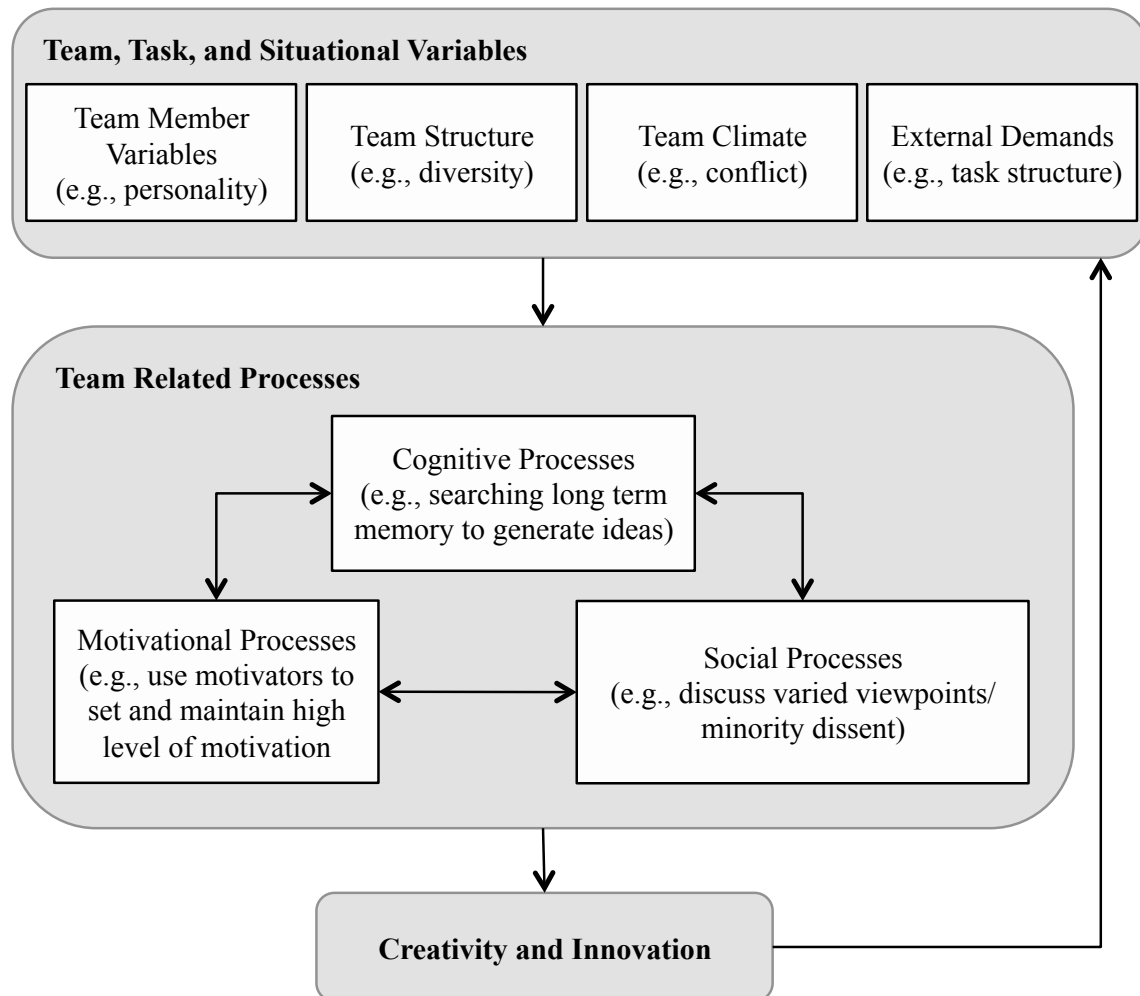 Team, Task, and Situational Variables
Team Member
Variables
(e.g., personality)
Team Structure
(e.g., diversity)
Team Climate
(e.g., conflict)
External Demands
(e.g., task structure)
Team Related Processes
Cognitive Processes
(e.g., searching long term
memory to generate ideas)
Motivational Processes
(e.g., use motivators to
set and maintain high
level of motivation
Social Processes
(e.g., discuss varied viewpoints/
minority dissent)
Creativity and Innovation